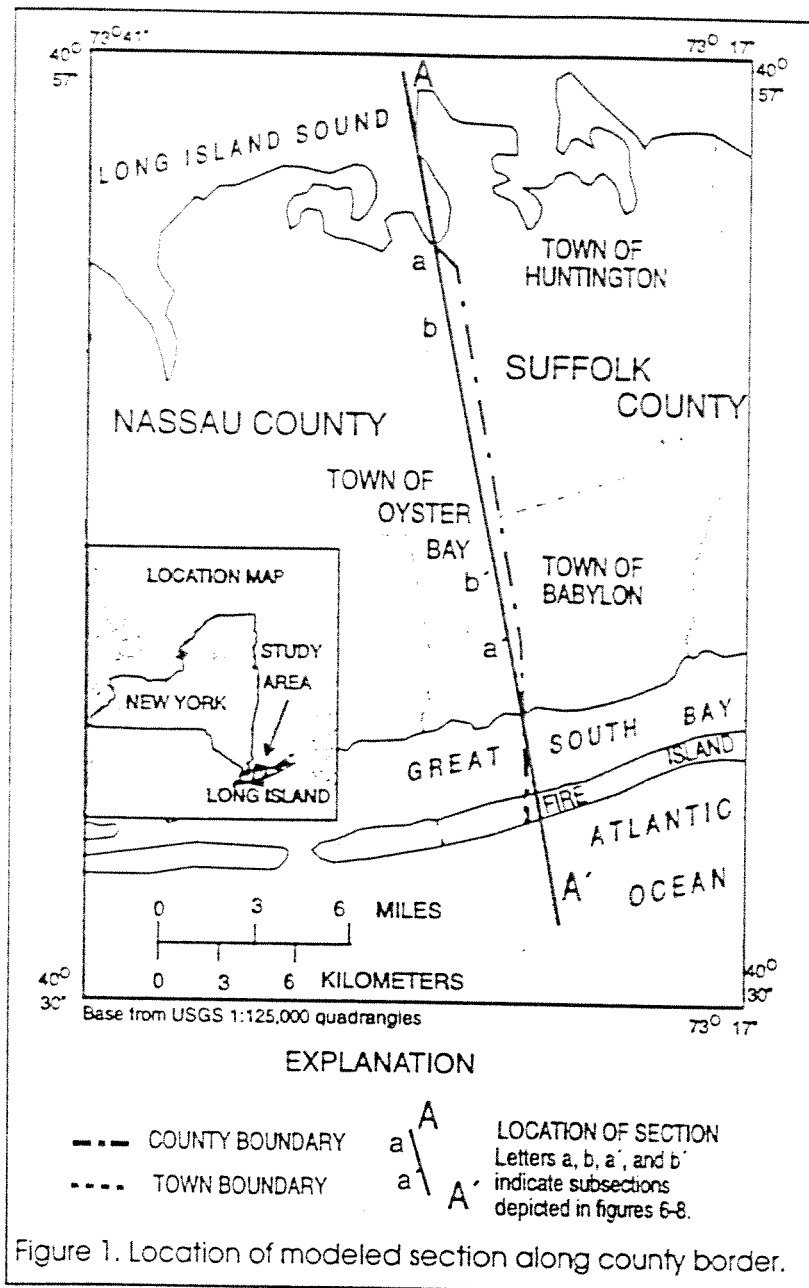 40° 57"
73° 41"
73° 17"
40° 57"
A
LONG ISLAND SOUND
TOWN OF
HUNTINGTON
a
b
SUFFOLK
COUNTY
NASSAU COUNTY
TOWN OF
OYSTER
BAY
b´
TOWN OF
BABYLON
a´
LOCATION MAP
STUDY
AREA
NEW YORK
LONG ISLAND
GREAT SOUTH BAY
FIRE ISLAND
ATLANTIC
OCEAN
A´
0 3 6 MILES
0 3 6 KILOMETERS
40° 30"
40° 30"
Base from USGS 1:125,000 quadrangles
73° 17"
EXPLANATION
COUNTY BOUNDARY
TOWN BOUNDARY
A
a
a´
A´
LOCATION OF SECTION
Letters a, b, a´, and b´
indicate subsections
depicted in figures 6-8.
Figure 1. Location of modeled section along county border.